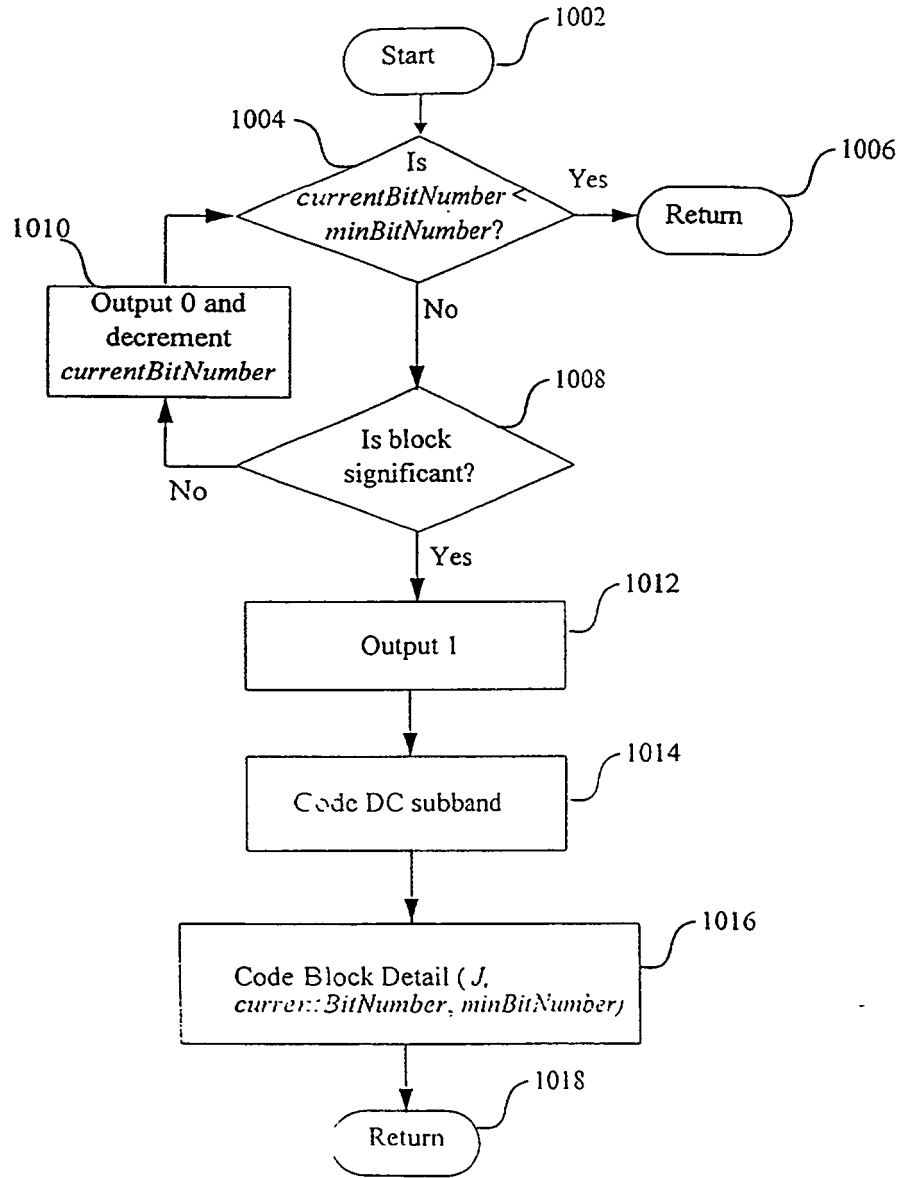 1002
Start
1004
Is
currentBitNumber <
minBitNumber?
Yes
1006
Return
1010
Output 0 and
decrement
currentBitNumber
No
1008
Is block
significant?
No
Yes
1012
Output 1
1014
Code DC subband
1016
Code Block Detail ( J,
currentBitNumber, minBitNumber)
1018
Return